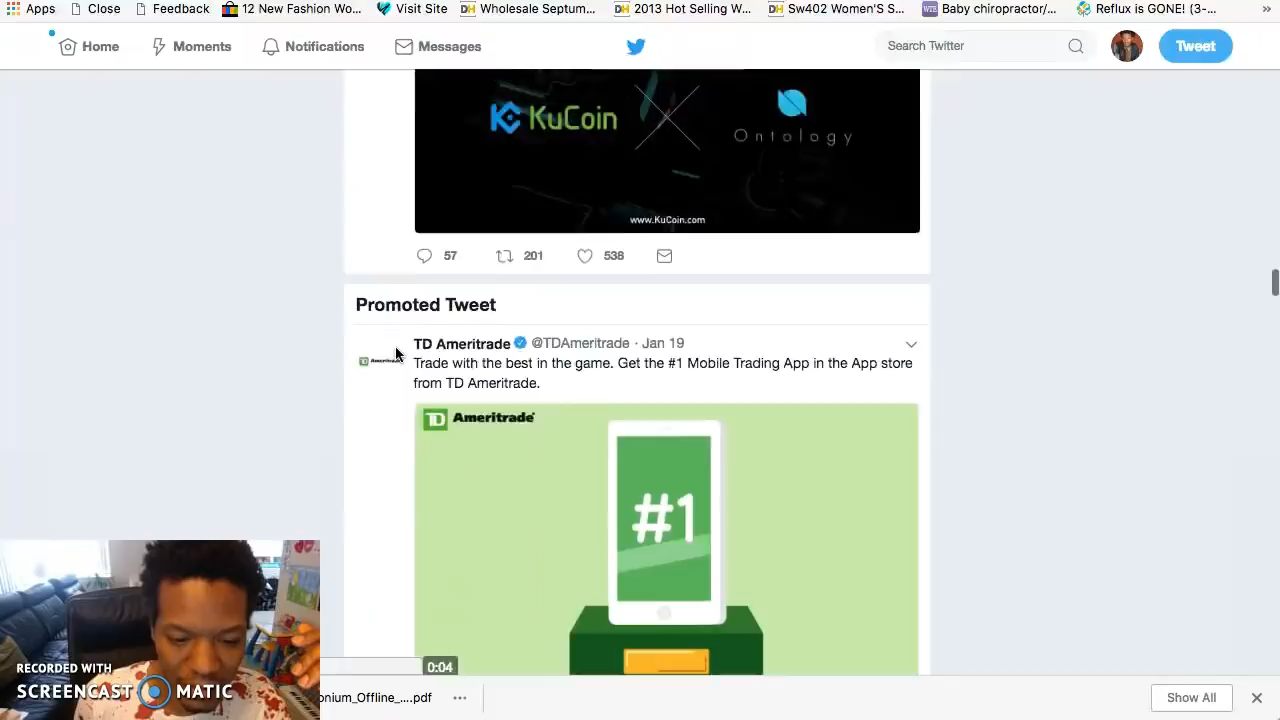 Apps Close Feedback 12 New Fashion Wo... Visit Site Wholesale Septum... 2013 Hot Selling W... Sw402 Women'S S... Baby chiropractor/... Reflux is GONE! (3-... »
Home Moments Notifications Messages Search Twitter Tweet
KuCoin Ontology
www.KuCoin.com
57 201 538
Promoted Tweet
TD Ameritrade @TDAmeritrade · Jan 19
Trade with the best in the game. Get the #1 Mobile Trading App in the App store
from TD Ameritrade.
TD Ameritrade
#1
0:04
RECORDED WITH
SCREENCAST MATIC
onium_Offline_....pdf
Show All